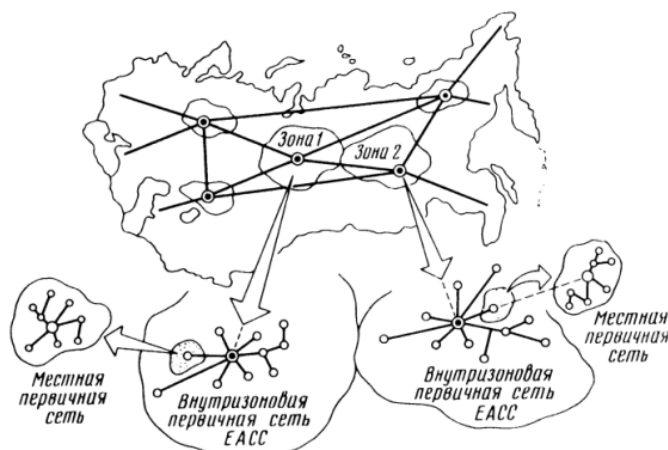 Зона 1
Зона 2
Местная
первичная
сеть
Внутризоновая
первичная сеть
ЕАСС
Внутризоновая
первичная сеть
ЕАСС
Местная
первичная
сеть